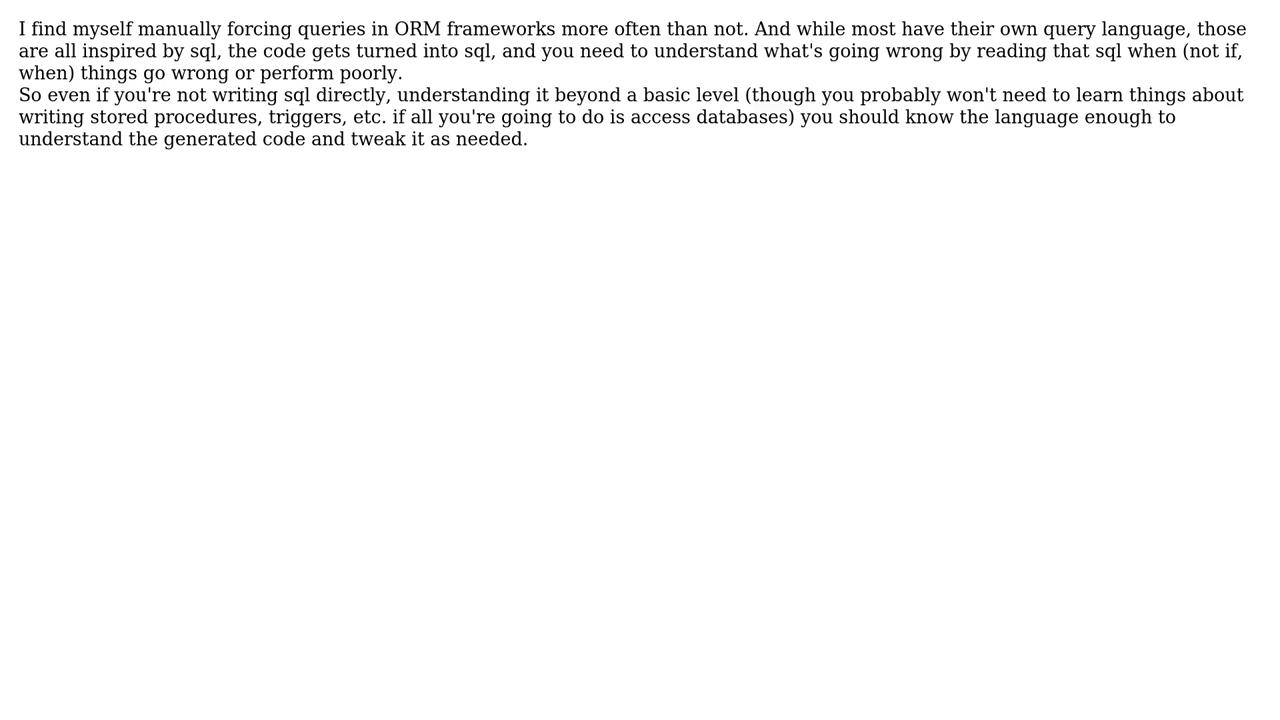 I find myself manually forcing queries in ORM frameworks more often than not. And while most have their own query language, those
are all inspired by sql, the code gets turned into sql, and you need to understand what's going wrong by reading that sql when (not if,
when) things go wrong or perform poorly.
So even if you're not writing sql directly, understanding it beyond a basic level (though you probably won't need to learn things about
writing stored procedures, triggers, etc. if all you're going to do is access databases) you should know the language enough to
understand the generated code and tweak it as needed.